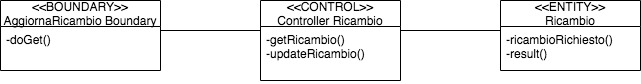 <<BOUNDARY>>
AggiornaRicambio Boundary
-doGet()
<<CONTROL>>
Controller Ricambio
-getRicambio()
-updateRicambio()
<<ENTITY>>
Ricambio
-ricambioRichiesto()
-result()